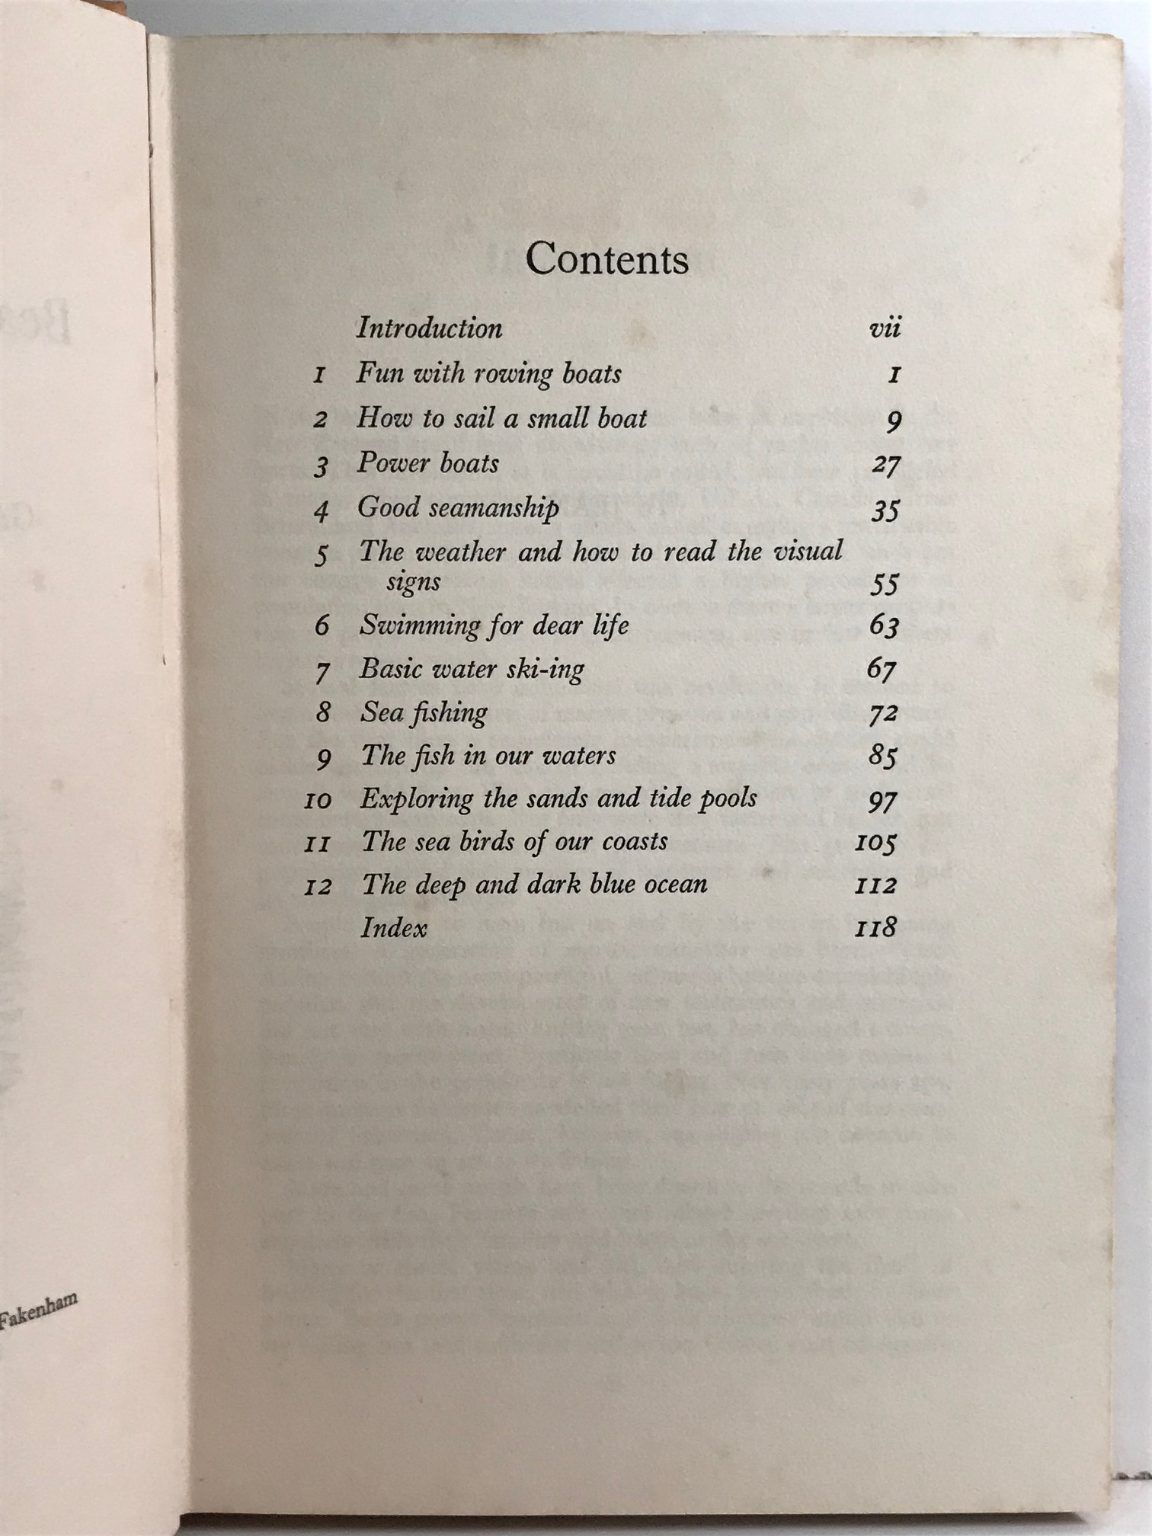 Contents
Introduction vii
1 Fun with rowing boats 1
2 How to sail a small boat 9
3 Power boats 27
4 Good seamanship 35
5 The weather and how to read the visual
signs 55
6 Swimming for dear life 63
7 Basic water ski-ing 67
8 Sea fishing 72
9 The fish in our waters 85
10 Exploring the sands and tide pools 97
11 The sea birds of our coasts 105
12 The deep and dark blue ocean 112
Index 118
Fakenham